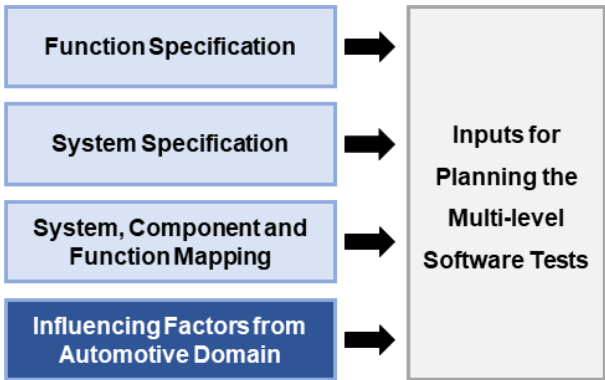 Function Specification
System Specification
System, Component and
Function Mapping
Influencing Factors from
Automotive Domain
Inputs for
Planning the
Multi-level
Software Tests